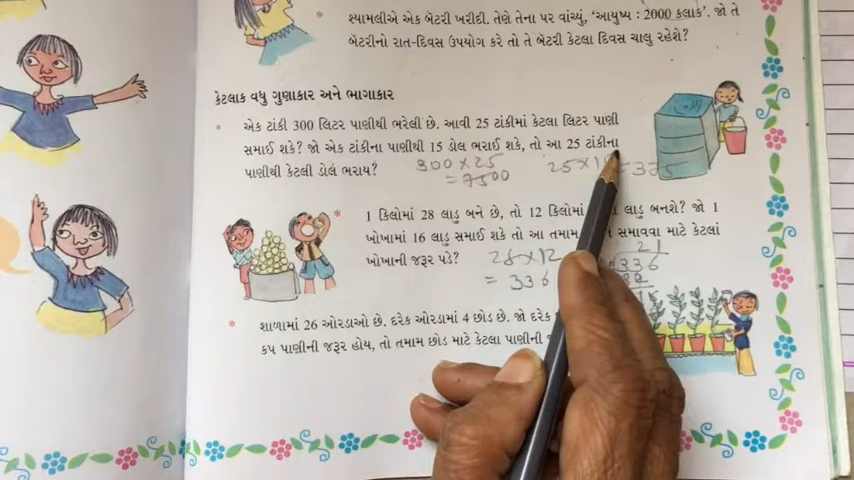 શ્યામલીએ એક બૅટરી ખરીદી. તેણે તેના પર વાંચ્યું, ‘આયુષ્ય : 2000 કલાક’. જો તે
બૅટરીનો રાત-દિવસ ઉપયોગ કરે તો તે બૅટરી કેટલા દિવસ ચાલુ રહેશે?
કેટલાક વધુ ગુણાકાર અને ભાગાકાર
* એક ટાંકી 300 લિટર પાણીથી ભરેલી છે. આવી 25 ટાંકીમાં કેટલા લિટર પાણી
સમાઈ શકે? જો એક ટાંકીના પાણીથી 15 ડોલ ભરાઈ શકે, તો આ 25 ટાંકીના
પાણીથી કેટલી ડોલ ભરાય?
300 × 25
= 7500
* 1 કિલોમાં 28 લાડુ બને છે, તો 12 કિલોમાં લાડુ બનશે? જો 1
ખોખામાં 16 લાડુ સમાઈ શકે તો આ તમામ સમાવવા માટે કેટલાં
ખોખાની જરૂર પડે?
28 × 12
= 336
21
336
* શાળામાં 26 ઓરડાઓ છે. દરેક ઓરડામાં 4 છોડ છે. જો દરેક
કપ પાણીની જરૂર હોય, તો તમામ છોડ માટે કેટલા પાણીની